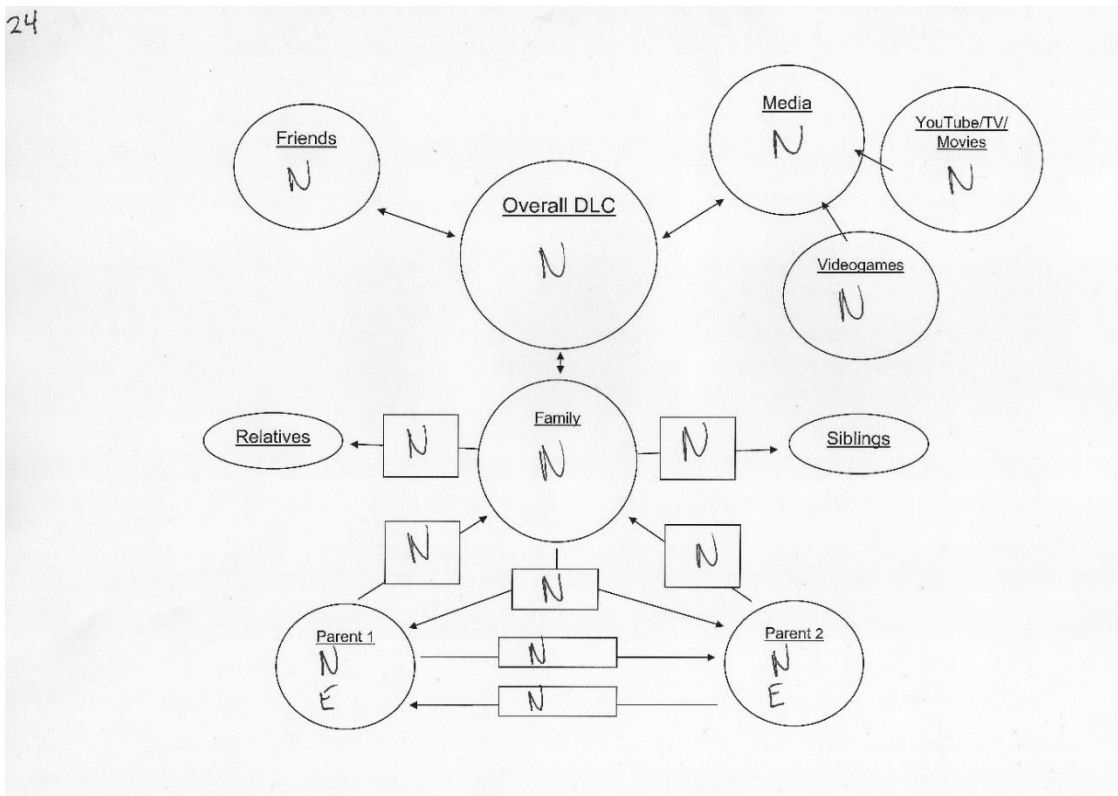 24
Friends
N
Media
N
YouTube/TV/
Movies
N
Overall DLC
N
Videogames
N
Relatives
N
Family
N
N
Siblings
N
N
N
Parent 1
N
E
N
N
Parent 2
N
E